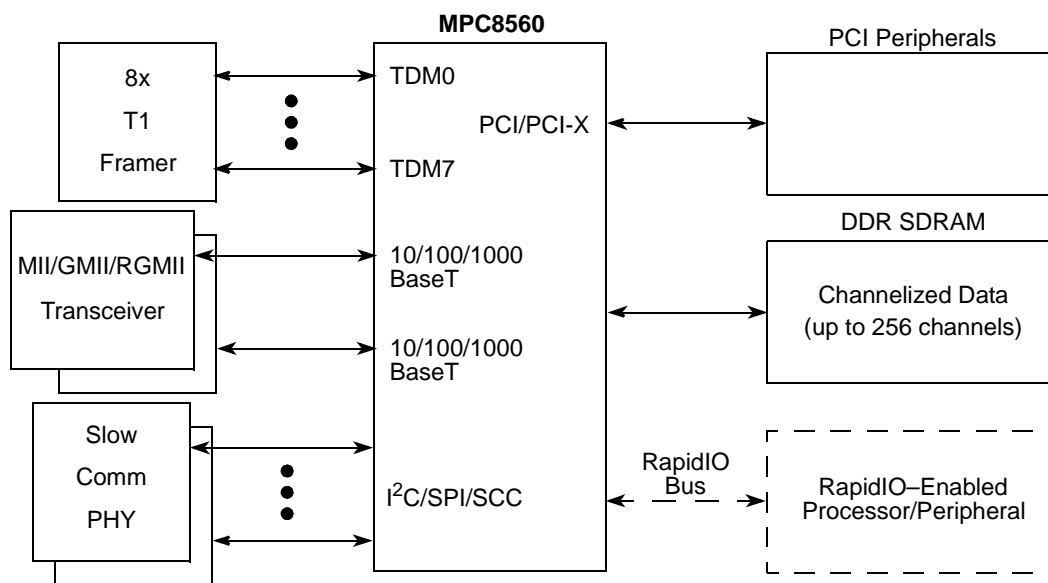 MPC8560
PCI Peripherals
8x
T1
Framer
TDM0
PCI/PCI-X
TDM7
DDR SDRAM
MII/GMII/RGMII
Transceiver
10/100/1000
BaseT
10/100/1000
BaseT
Channelized Data
(up to 256 channels)
Slow
Comm
PHY
I²C/SPI/SCC
RapidIO
Bus
RapidIO–Enabled
Processor/Peripheral